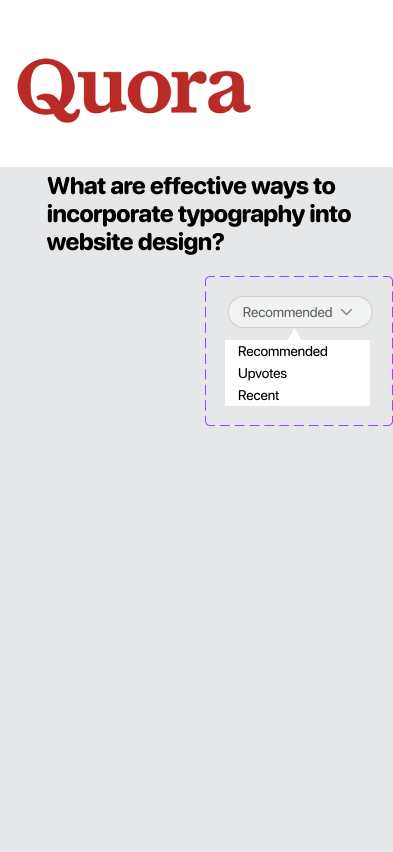 Quora
What are effective ways to
incorporate typography into
website design?
Recommended
Recommended
Upvotes
Recent